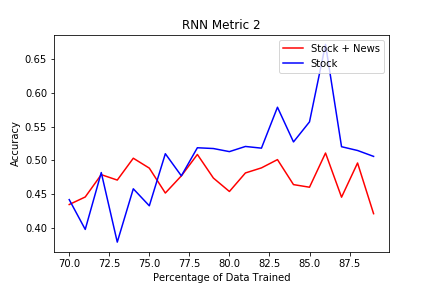 RNN Metric 2
Stock + News
Stock
Accuracy
0.65
0.60
0.55
0.50
0.45
0.40
70.0 72.5 75.0 77.5 80.0 82.5 85.0 87.5
Percentage of Data Trained